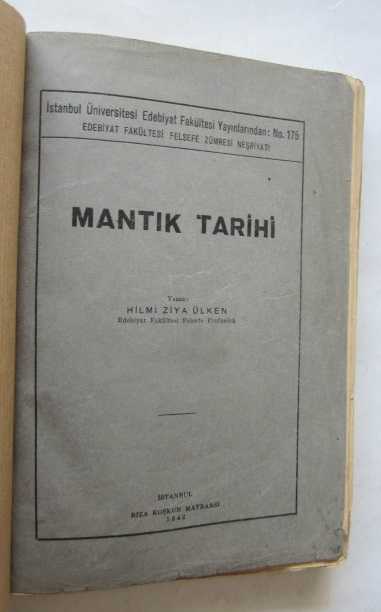 İstanbul Üniversitesi Edebiyat Fakültesi Yayınlarından: No. 175
EDEBİYAT FAKÜLTESİ FELSEFE ZÜMRESİ NEŞRİYATI
MANTIK TARİHİ
Yazan:
HİLMİ ZİYA ÜLKEN
Edebiyat Fakültesi Felsefe Profesörü
İSTANBUL
RIZA KOŞKUN MATBAASI
1942